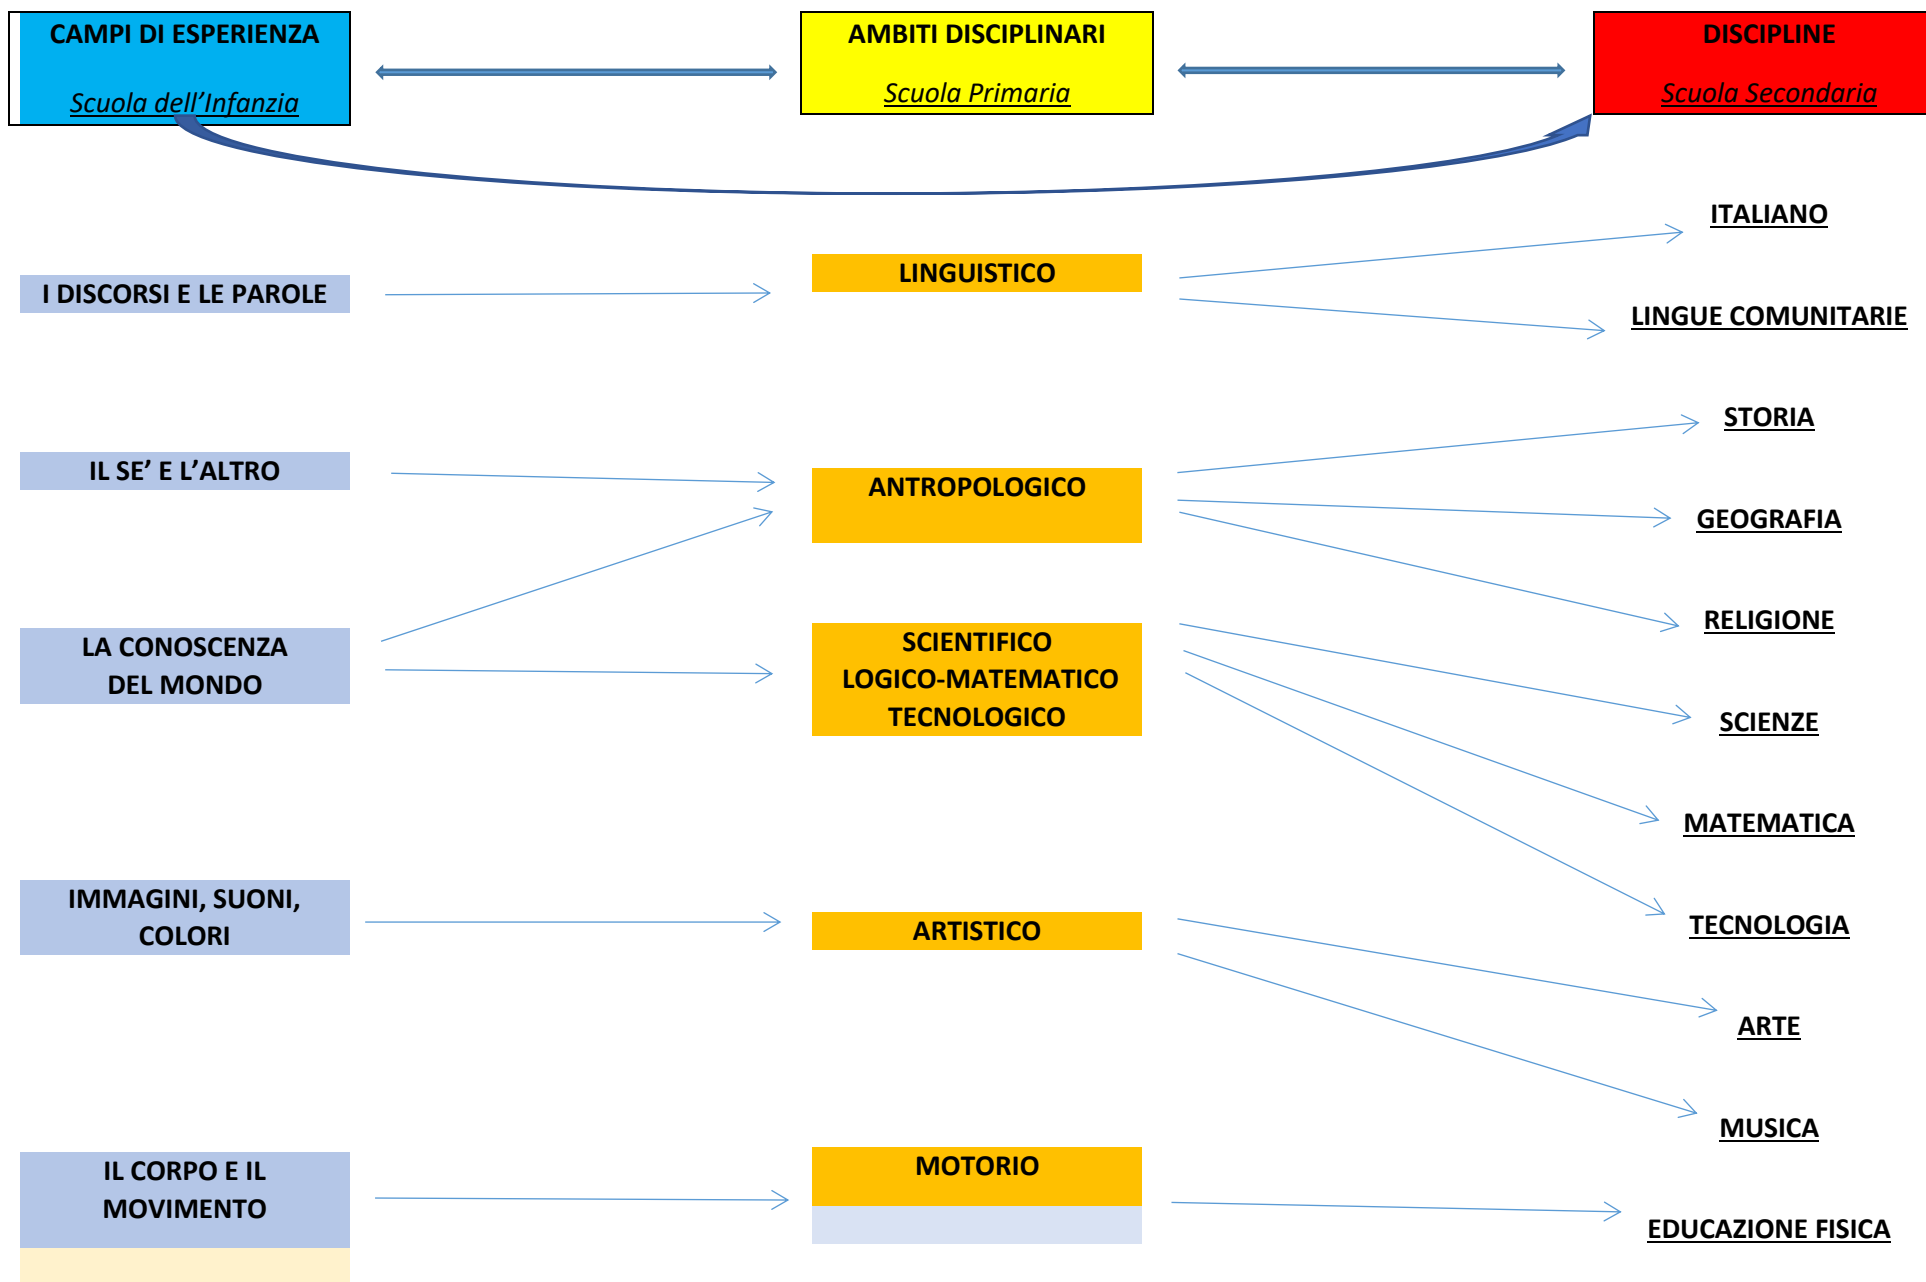 CAMPI DI ESPERIENZA
Scuola dell’Infanzia
AMBITI DISCIPLINARI
Scuola Primaria
DISCIPLINE
Scuola Secondaria
I DISCORSI E LE PAROLE
IL SE’ E L’ALTRO
LA CONOSCENZA
DEL MONDO
IMMAGINI, SUONI,
COLORI
IL CORPO E IL
MOVIMENTO
LINGUISTICO
ANTROPOLOGICO
SCIENTIFICO
LOGICO-MATEMATICO
TECNOLOGICO
ARTISTICO
MOTORIO
ITALIANO
LINGUE COMUNITARIE
STORIA
GEOGRAFIA
RELIGIONE
SCIENZE
MATEMATICA
TECNOLOGIA
ARTE
MUSICA
EDUCAZIONE FISICA